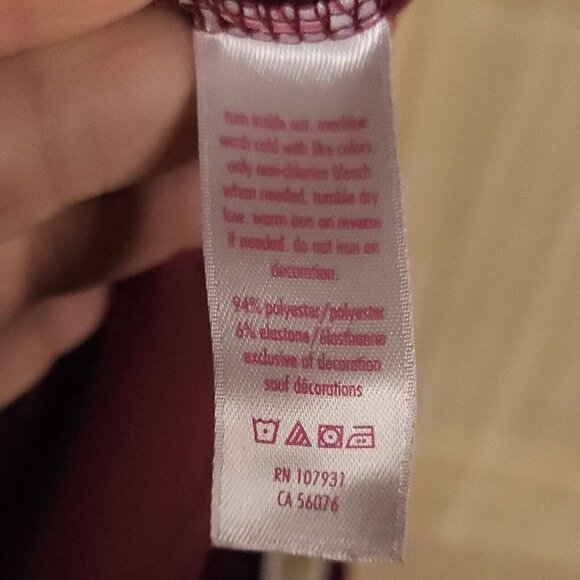 turn inside out. machine
wash cold with like colors.
only non-chlorine bleach
when needed. tumble dry
low. warm iron on reverse
if needed. do not iron on
decoration.
94% polyester/polyester
6% elastane/élasthanne
exclusive of decoration
sauf décorations
RN 107931
CA 56076